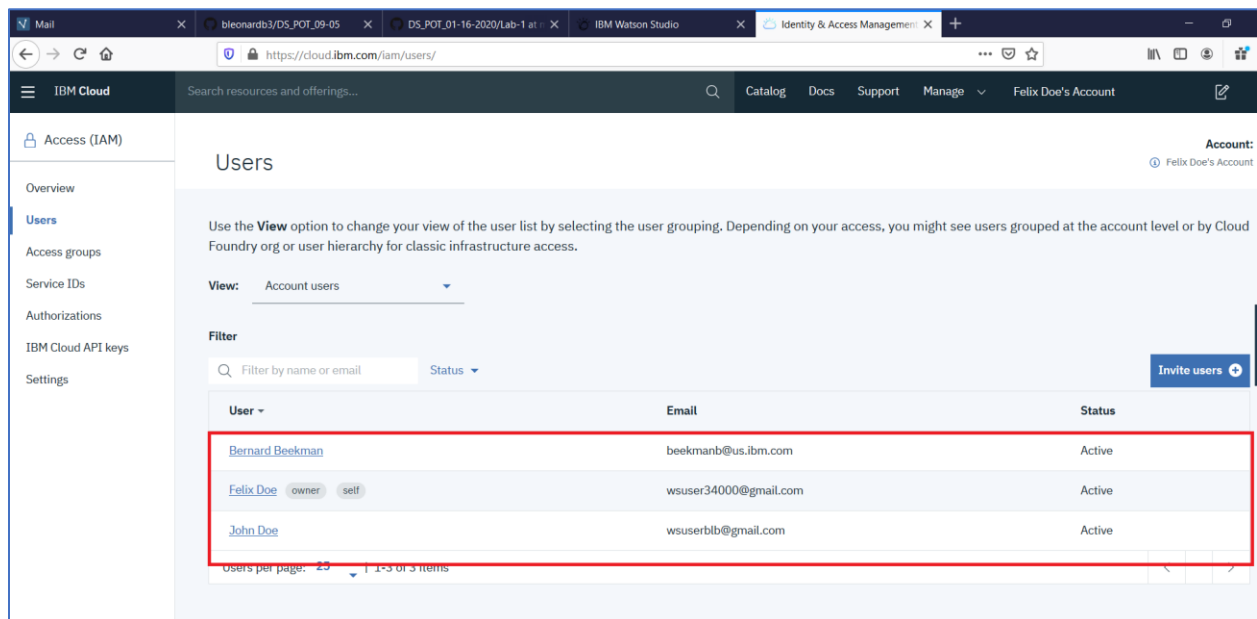 Mail
bleonardb3/DS_POT_09-05
DS_POT_01-16-2020/Lab-1 at
IBM Watson Studio
Identity & Access Management
https://cloud.ibm.com/iam/users/
IBM Cloud
Search resources and offerings...
Catalog
Docs
Support
Manage
Felix Doe's Account
Access (IAM)
Users
Account:
Felix Doe's Account
Overview
Users
Access groups
Service IDs
Authorizations
IBM Cloud API keys
Settings
Use the View option to change your view of the user list by selecting the user grouping. Depending on your access, you might see users grouped at the account level or by Cloud
Foundry org or user hierarchy for classic infrastructure access.
View: Account users
Filter
Filter by name or email
Status
Invite users
User Email Status
Bernard Beekman beekmanb@us.ibm.com Active
Felix Doe owner self wsuser34000@gmail.com Active
John Doe wsuserblb@gmail.com Active
Users per page: 25 | 1-3 of 3 items